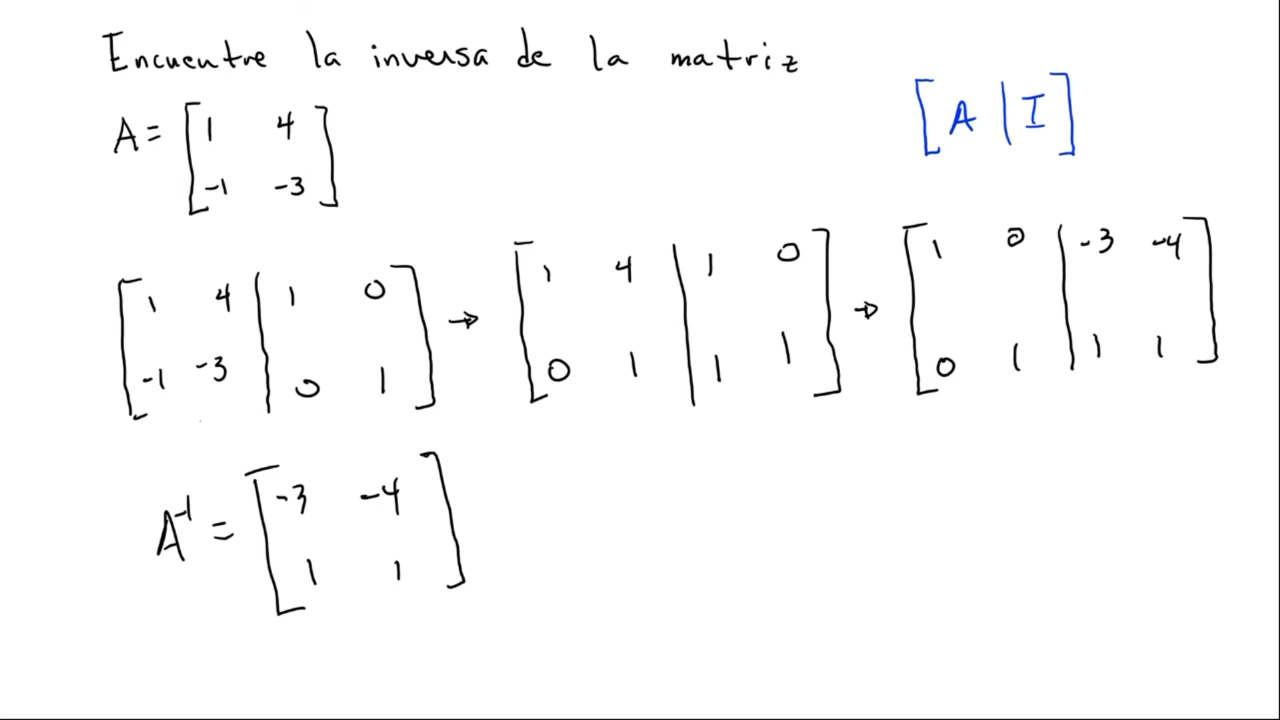 Encuentre la inversa de la matriz
A = [1 4
-1 -3]
[A | I]
[1 4 | 1 0
-1 -3 | 0 1]
→ [1 4 | 1 0
0 1 | 1 1]
→ [1 0 | -3 -4
0 1 | 1 1]
A⁻¹ = [-3 -4
1 1]